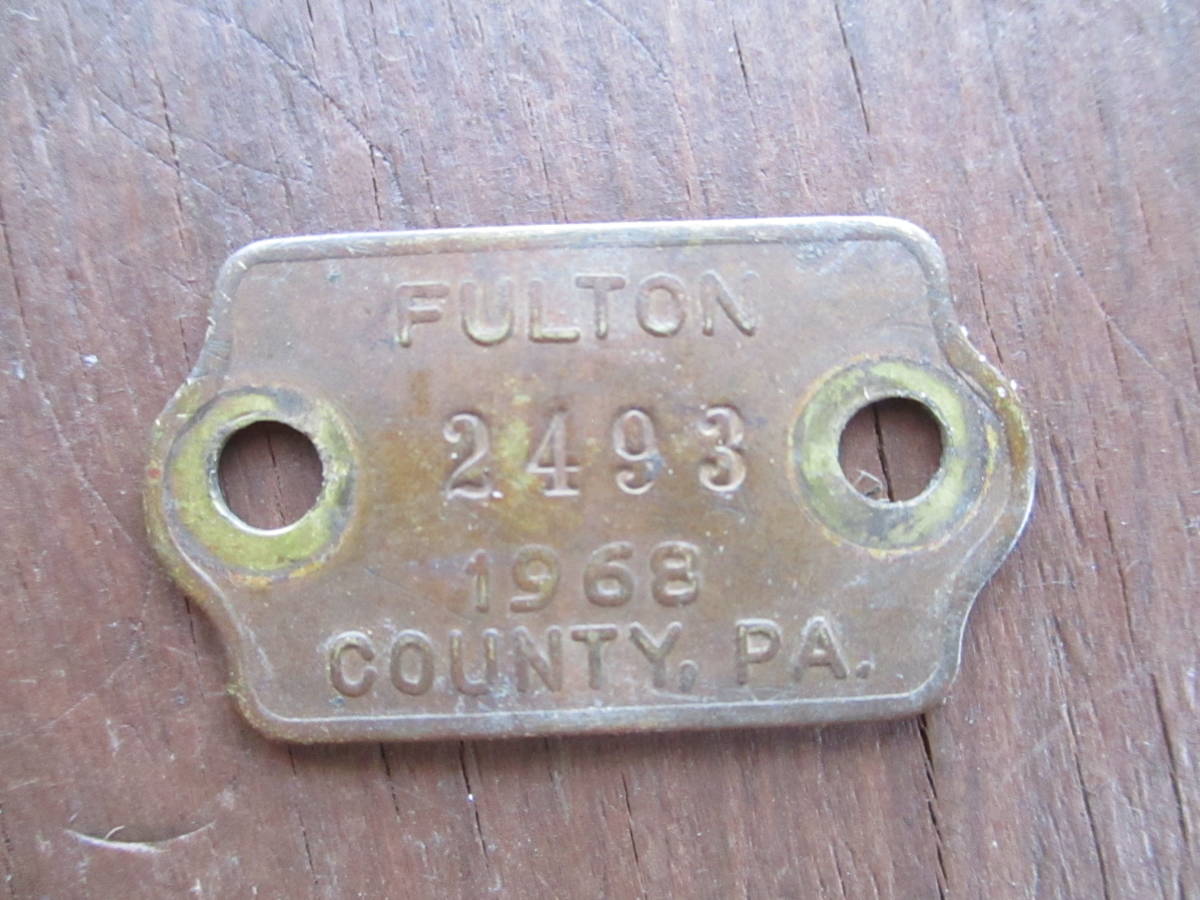 FULTON
2493
1968
COUNTY, PA.